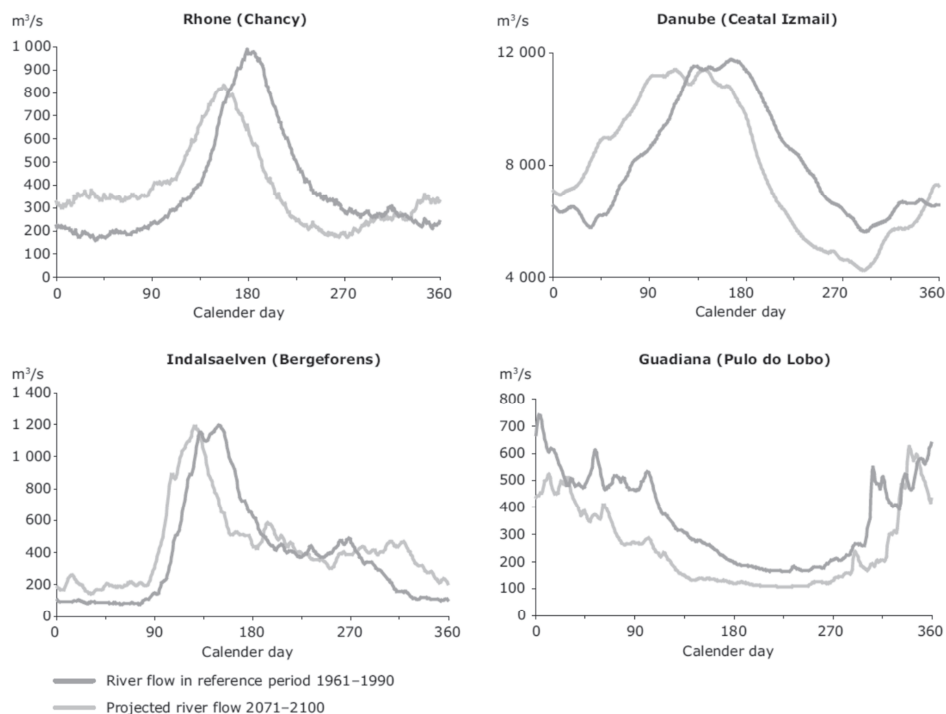 Rhone (Chancy)
m³/s
1 000
900
800
700
600
500
400
300
200
100
0
0 90 180 270 360
Calender day
Danube (Ceatal Izmail)
m³/s
12 000
8 000
4 000
0 90 180 270 360
Calender day
Indalsaelven (Bergeforens)
m³/s
1 400
1 200
1 000
800
600
400
200
0
0 90 180 270 360
Calender day
Guadiana (Pulo do Lobo)
m³/s
800
700
600
500
400
300
200
100
0
0 90 180 270 360
Calender day
River flow in reference period 1961–1990
Projected river flow 2071–2100